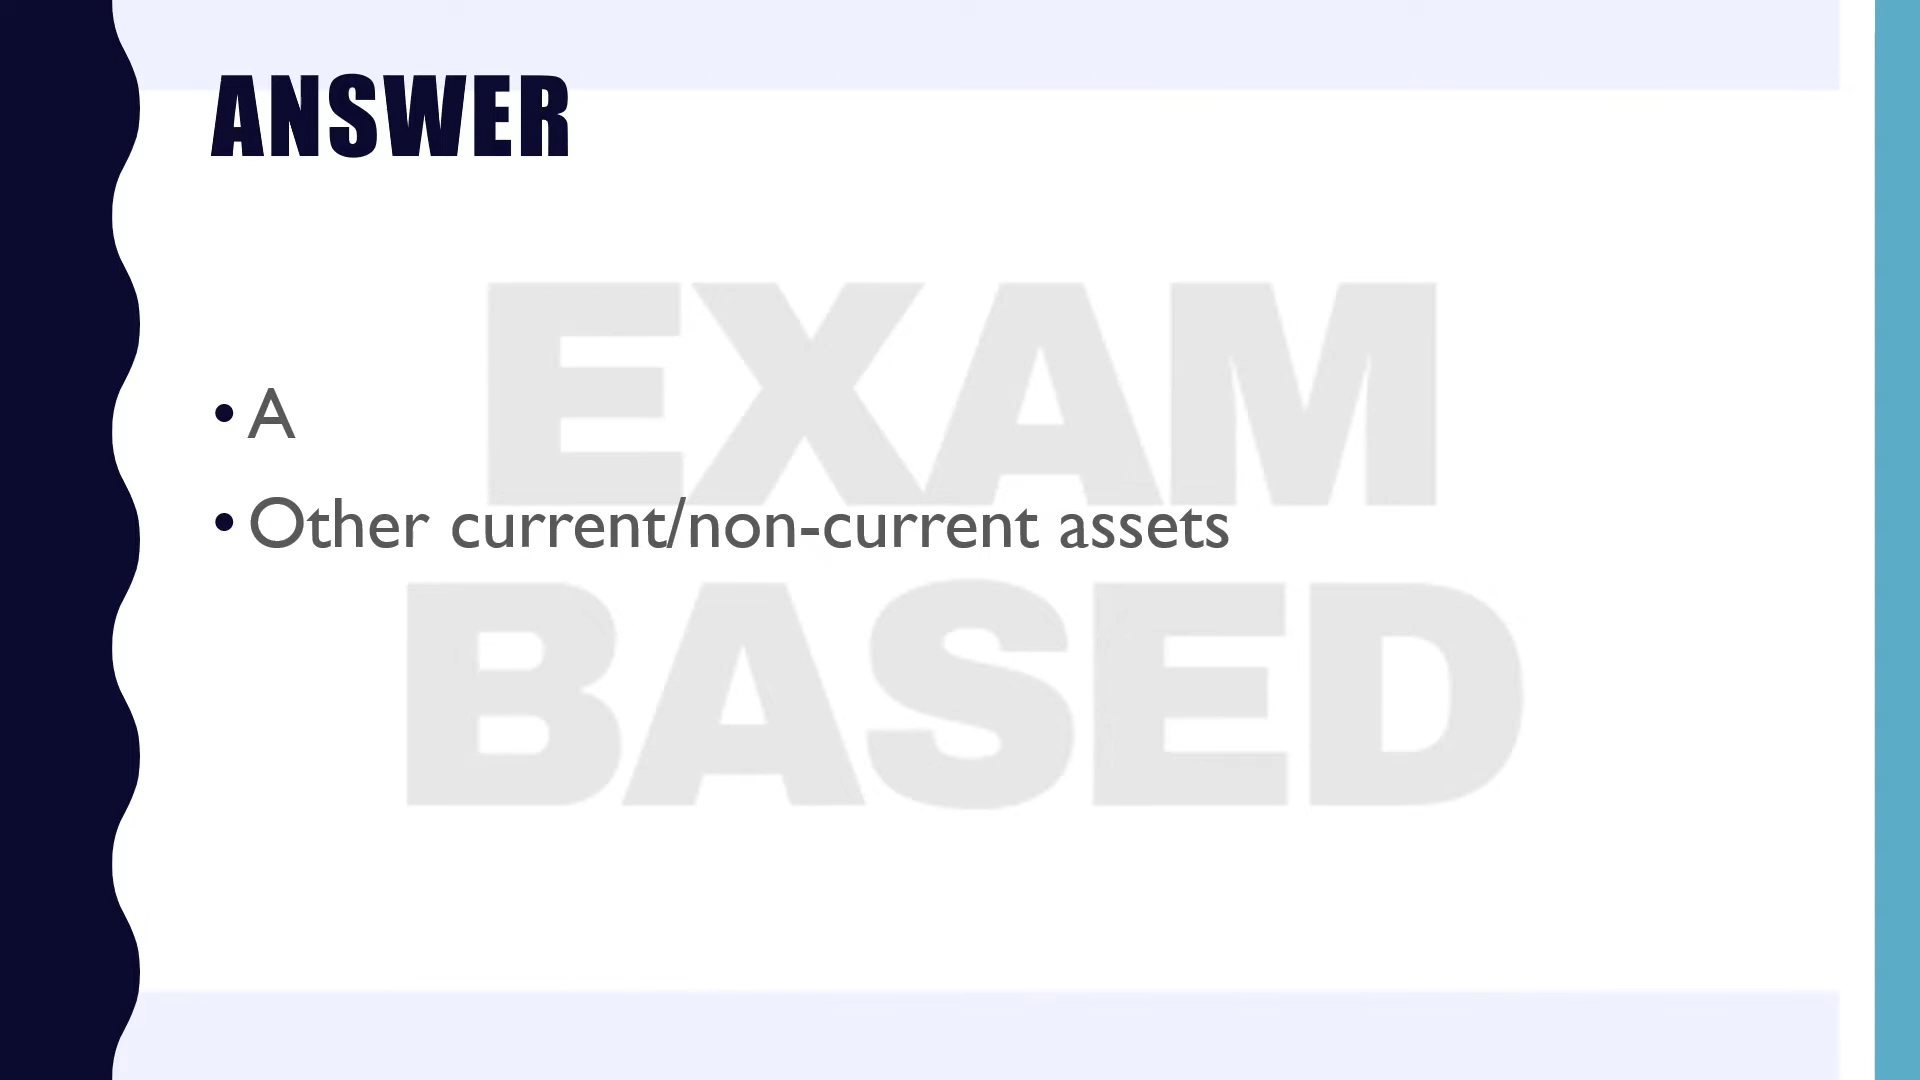 ANSWER
EXAM
• A
• Other current/non-current assets
BASED